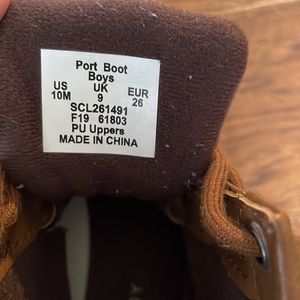 Port Boot
Boys
US UK EUR
10M 9 26
SCL261491
F19 61803
PU Uppers
MADE IN CHINA